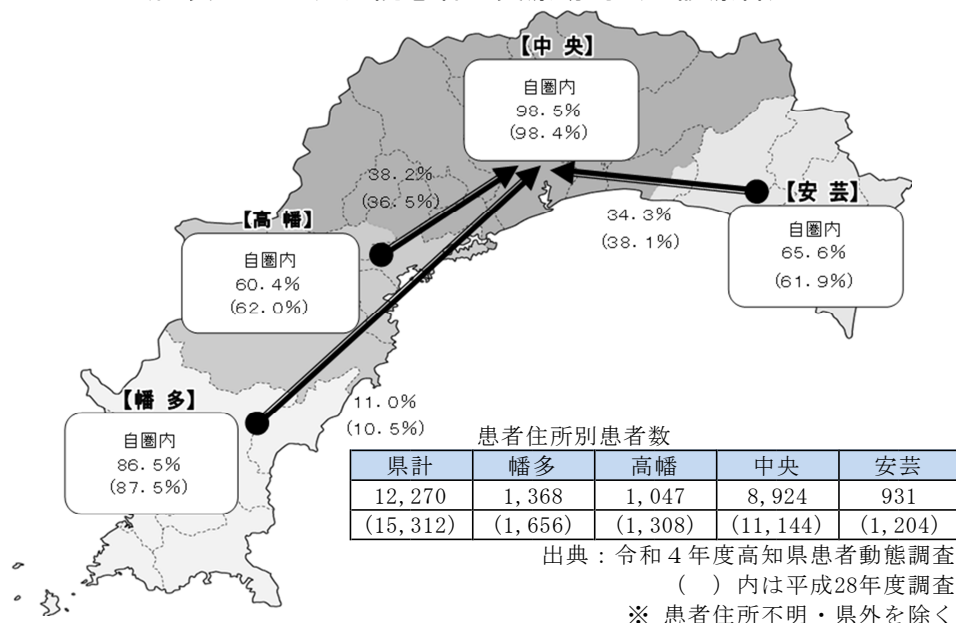 【中 央】
自圏内
98.5%
(98.4%)
38.2%
(36.5%)
【高 幡】
自圏内
60.4%
(62.0%)
34.3%
(38.1%)
【安 芸】
自圏内
65.6%
(61.9%)
【幡 多】
自圏内
86.5%
(87.5%)
11.0%
(10.5%)
患者住所別患者数
県計 幡多 高幡 中央 安芸
12,270 1,368 1,047 8,924 931
(15,312) (1,656) (1,308) (11,144) (1,204)
出典：令和４年度高知県患者動態調査
（　）内は平成28年度調査
※ 患者住所不明・県外を除く